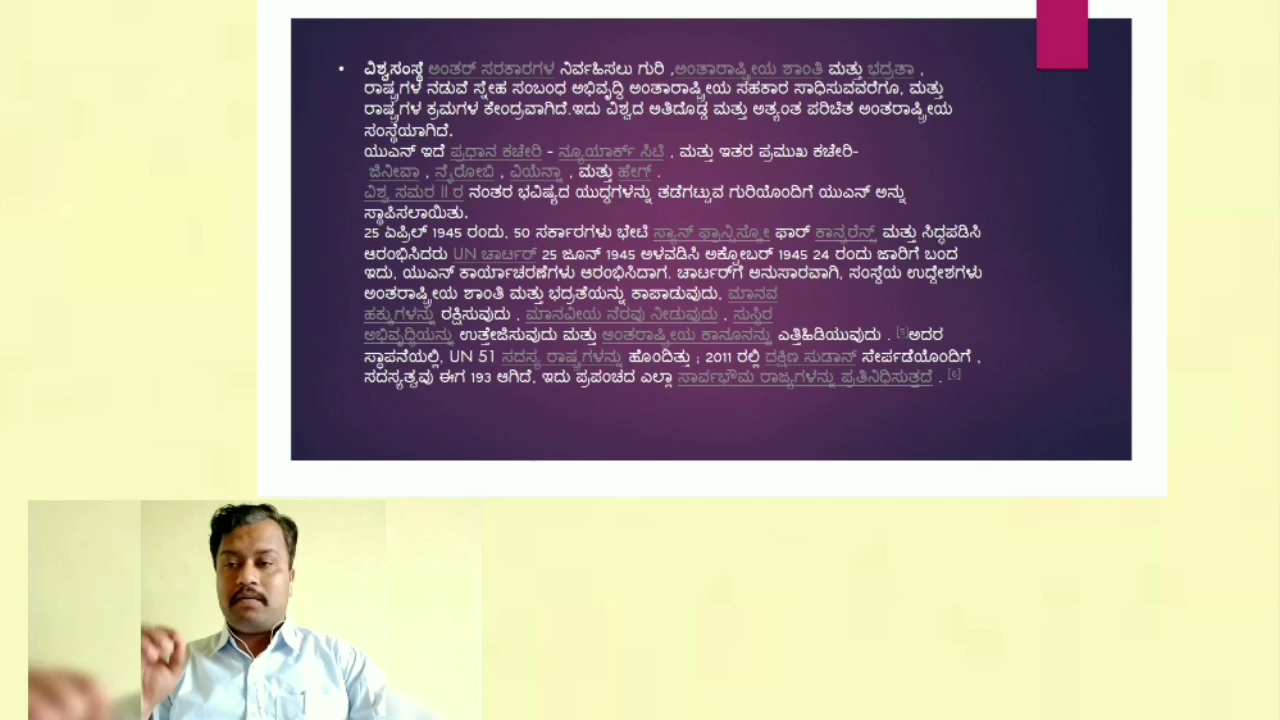 • ವಿಶ್ವಸಂಸ್ಥೆ ಅಂತರ್ ಸರಕಾರಗಳ ನಿರ್ವಹಿಸಲು ಗುರಿ ,ಅಂತಾರಾಷ್ಟ್ರೀಯ ಶಾಂತಿ ಮತ್ತು ಭದ್ರತಾ ,
ರಾಷ್ಟ್ರಗಳ ನಡುವೆ ಸ್ನೇಹ ಸಂಬಂಧ ಅಭಿವೃದ್ಧಿ ಅಂತಾರಾಷ್ಟ್ರೀಯ ಸಹಕಾರ ಸಾಧಿಸುವವರೆಗೂ, ಮತ್ತು
ರಾಷ್ಟ್ರಗಳ ಕ್ರಮಗಳ ಕೇಂದ್ರವಾಗಿದೆ.ಇದು ವಿಶ್ವದ ಅತಿದೊಡ್ಡ ಮತ್ತು ಅತ್ಯಂತ ಪರಿಚಿತ ಅಂತರಾಷ್ಟ್ರೀಯ
ಸಂಸ್ಥೆಯಾಗಿದೆ.
ಯುಎನ್ ಇದೆ ಪ್ರಧಾನ ಕಚೇರಿ - ನ್ಯೂಯಾರ್ಕ್ ಸಿಟಿ , ಮತ್ತು ಇತರ ಪ್ರಮುಖ ಕಚೇರಿ-
ಜಿನೀವಾ , ನೈರೋಬಿ , ವಿಯೆನ್ನಾ , ಮತ್ತು ಹೇಗ್ .
ವಿಶ್ವ ಸಮರ II ರ ನಂತರ ಭವಿಷ್ಯದ ಯುದ್ಧಗಳನ್ನು ತಡೆಗಟ್ಟುವ ಗುರಿಯೊಂದಿಗೆ ಯುಎನ್ ಅನ್ನು
ಸ್ಥಾಪಿಸಲಾಯಿತು.
25 ಎಪ್ರಿಲ್ 1945 ರಂದು, 50 ಸರ್ಕಾರಗಳು ಭೇಟಿ ಸ್ಯಾನ್ ಫ್ರಾನ್ಸಿಸ್ಕೋ ಫಾರ್ ಕಾನ್ಫರೆನ್ಸ್ ಮತ್ತು ಸಿದ್ಧಪಡಿಸಿ
ಆರಂಭಿಸಿದರು UN ಚಾರ್ಟರ್ 25 ಜೂನ್ 1945 ಅಳವಡಿಸಿ ಅಕ್ಟೋಬರ್ 1945 24 ರಂದು ಜಾರಿಗೆ ಬಂದ
ಇದು, ಯುಎನ್ ಕಾರ್ಯಾಚರಣೆಗಳು ಆರಂಭಿಸಿದಾಗ. ಚಾರ್ಟರ್‌ಗೆ ಅನುಸಾರವಾಗಿ, ಸಂಸ್ಥೆಯ ಉದ್ದೇಶಗಳು
ಅಂತರಾಷ್ಟ್ರೀಯ ಶಾಂತಿ ಮತ್ತು ಭದ್ರತೆಯನ್ನು ಕಾಪಾಡುವುದು, ಮಾನವ
ಹಕ್ಕುಗಳನ್ನು ರಕ್ಷಿಸುವುದು , ಮಾನವೀಯ ನೆರವು ನೀಡುವುದು , ಸುಸ್ಥಿರ
ಅಭಿವೃದ್ಧಿಯನ್ನು ಉತ್ತೇಜಿಸುವುದು ಮತ್ತು ಅಂತರಾಷ್ಟ್ರೀಯ ಕಾನೂನನ್ನು ಎತ್ತಿಹಿಡಿಯುವುದು . [5]ಅದರ
ಸ್ಥಾಪನೆಯಲ್ಲಿ, UN 51 ಸದಸ್ಯ ರಾಷ್ಟ್ರಗಳನ್ನು ಹೊಂದಿತ್ತು ; 2011 ರಲ್ಲಿ ದಕ್ಷಿಣ ಸುಡಾನ್ ಸೇರ್ಪಡೆಯೊಂದಿಗೆ ,
ಸದಸ್ಯತ್ವವು ಈಗ 193 ಆಗಿದೆ, ಇದು ಪ್ರಪಂಚದ ಎಲ್ಲಾ ಸಾರ್ವಭೌಮ ರಾಜ್ಯಗಳನ್ನು ಪ್ರತಿನಿಧಿಸುತ್ತದೆ . [6]